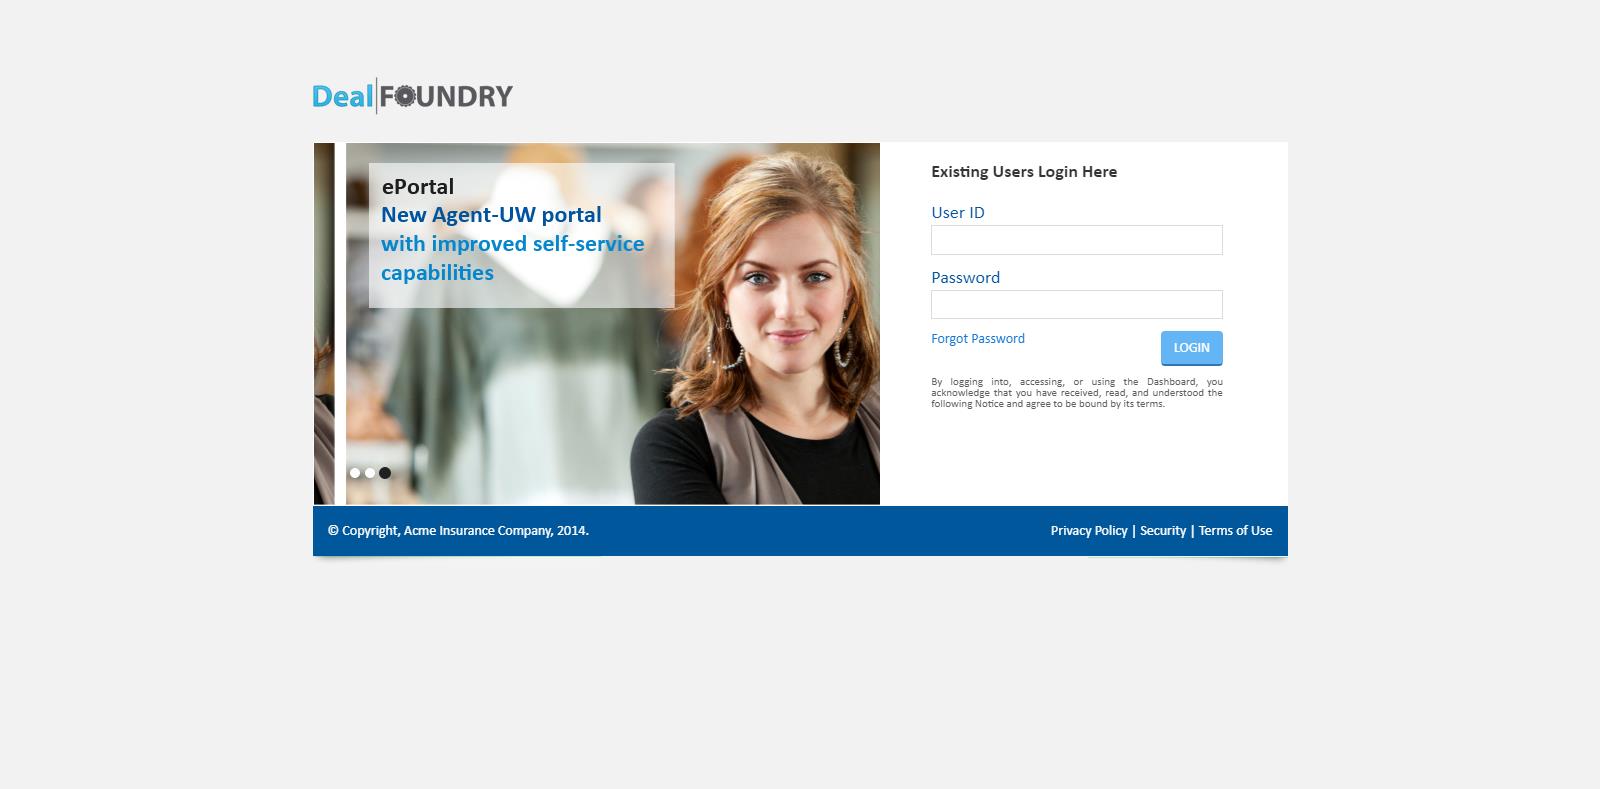 Deal FOUNDRY
ePortal
New Agent-UW portal
with improved self-service
capabilities
Existing Users Login Here
User ID
Password
Forgot Password
LOGIN
By logging into, accessing, or using the Dashboard, you
acknowledge that you have received, read, and understood the
following Notice and agree to be bound by its terms.
© Copyright, Acme Insurance Company, 2014.
Privacy Policy | Security | Terms of Use